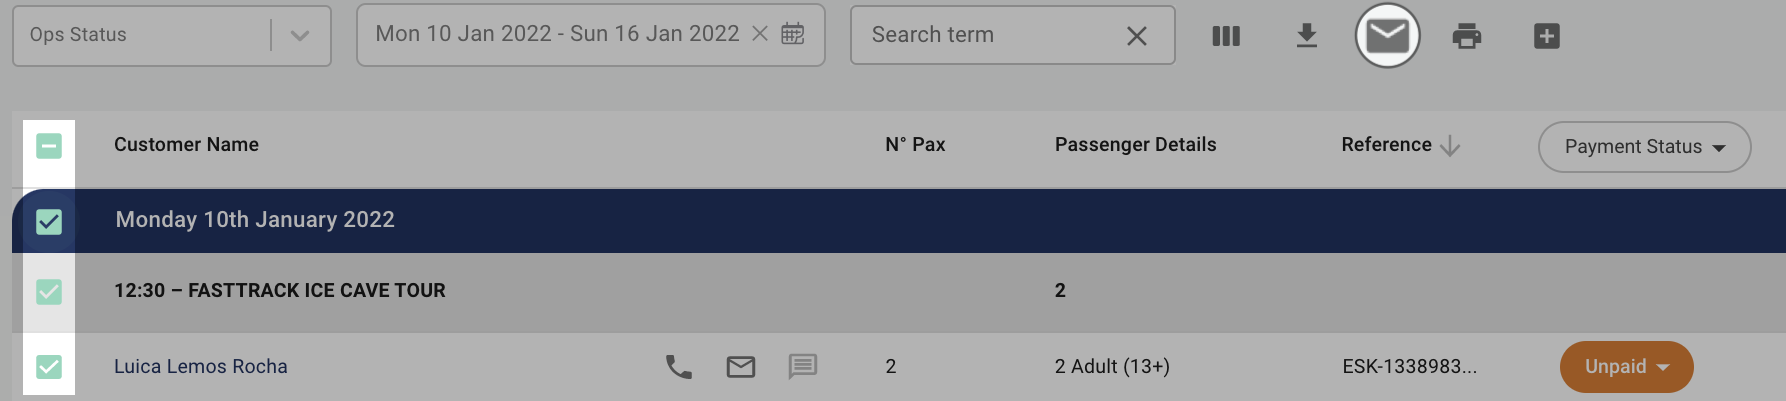 Ops Status
Mon 10 Jan 2022 - Sun 16 Jan 2022
Search term
Customer Name N° Pax Passenger Details Reference Payment Status
Monday 10th January 2022
12:30 – FASTTRACK ICE CAVE TOUR 2
Luica Lemos Rocha 2 2 Adult (13+) ESK-1338983... Unpaid